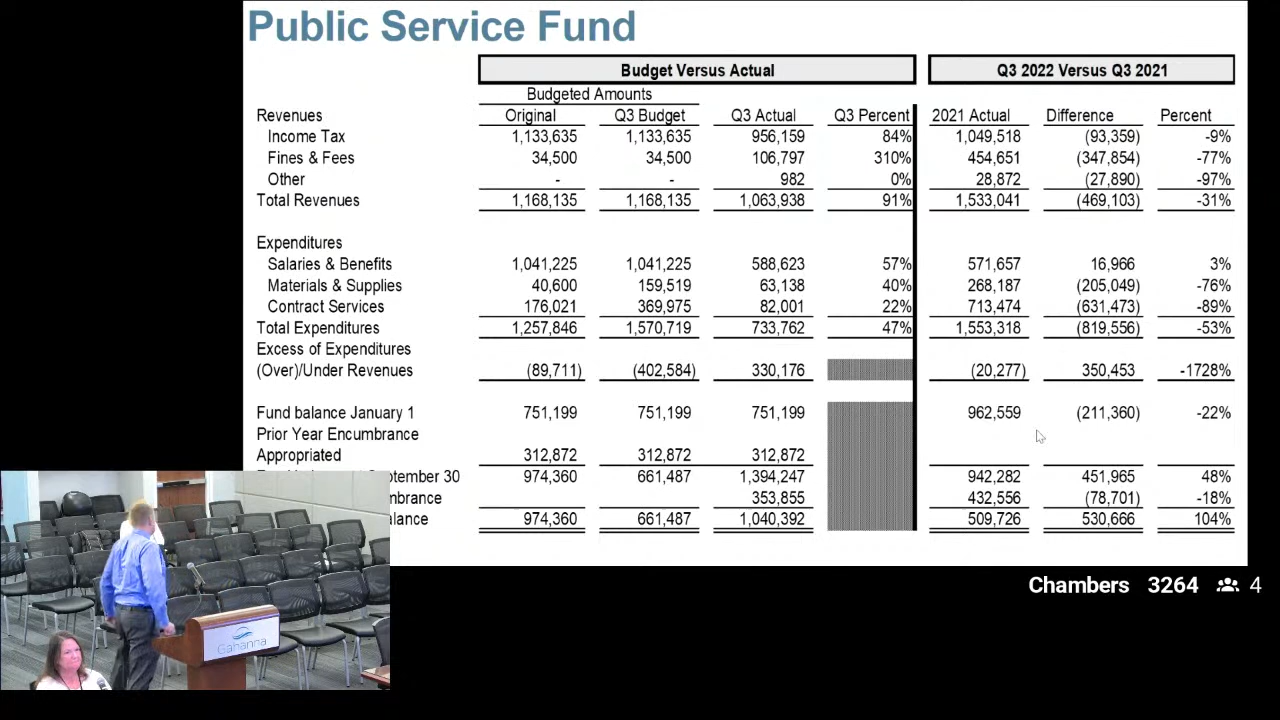 Public Service Fund
Budget Versus Actual Q3 2022 Versus Q3 2021
Budgeted Amounts
Revenues Original Q3 Budget Q3 Actual Q3 Percent 2021 Actual Difference Percent
Income Tax 1,133,635 1,133,635 956,159 84% 1,049,518 (93,359) -9%
Fines & Fees 34,500 34,500 106,797 310% 454,651 (347,854) -77%
Other - - 982 0% 28,872 (27,890) -97%
Total Revenues 1,168,135 1,168,135 1,063,938 91% 1,533,041 (469,103) -31%
Expenditures
Salaries & Benefits 1,041,225 1,041,225 588,623 57% 571,657 16,966 3%
Materials & Supplies 40,600 159,519 63,138 40% 268,187 (205,049) -76%
Contract Services 176,021 369,975 82,001 22% 713,474 (631,473) -89%
Total Expenditures 1,257,846 1,570,719 733,762 47% 1,553,318 (819,556) -53%
Excess of Expenditures
(Over)/Under Revenues (89,711) (402,584) 330,176 (20,277) 350,453 -1728%
Fund balance January 1 751,199 751,199 751,199 962,559 (211,360) -22%
Prior Year Encumbrance
Appropriated 312,872 312,872 312,872
30 974,360 661,487 1,394,247 942,282 451,965 48%
353,855 432,556 (78,701) -18%
974,360 661,487 1,040,392 509,726 530,666 104%
Chambers 3264 4
Gahanna